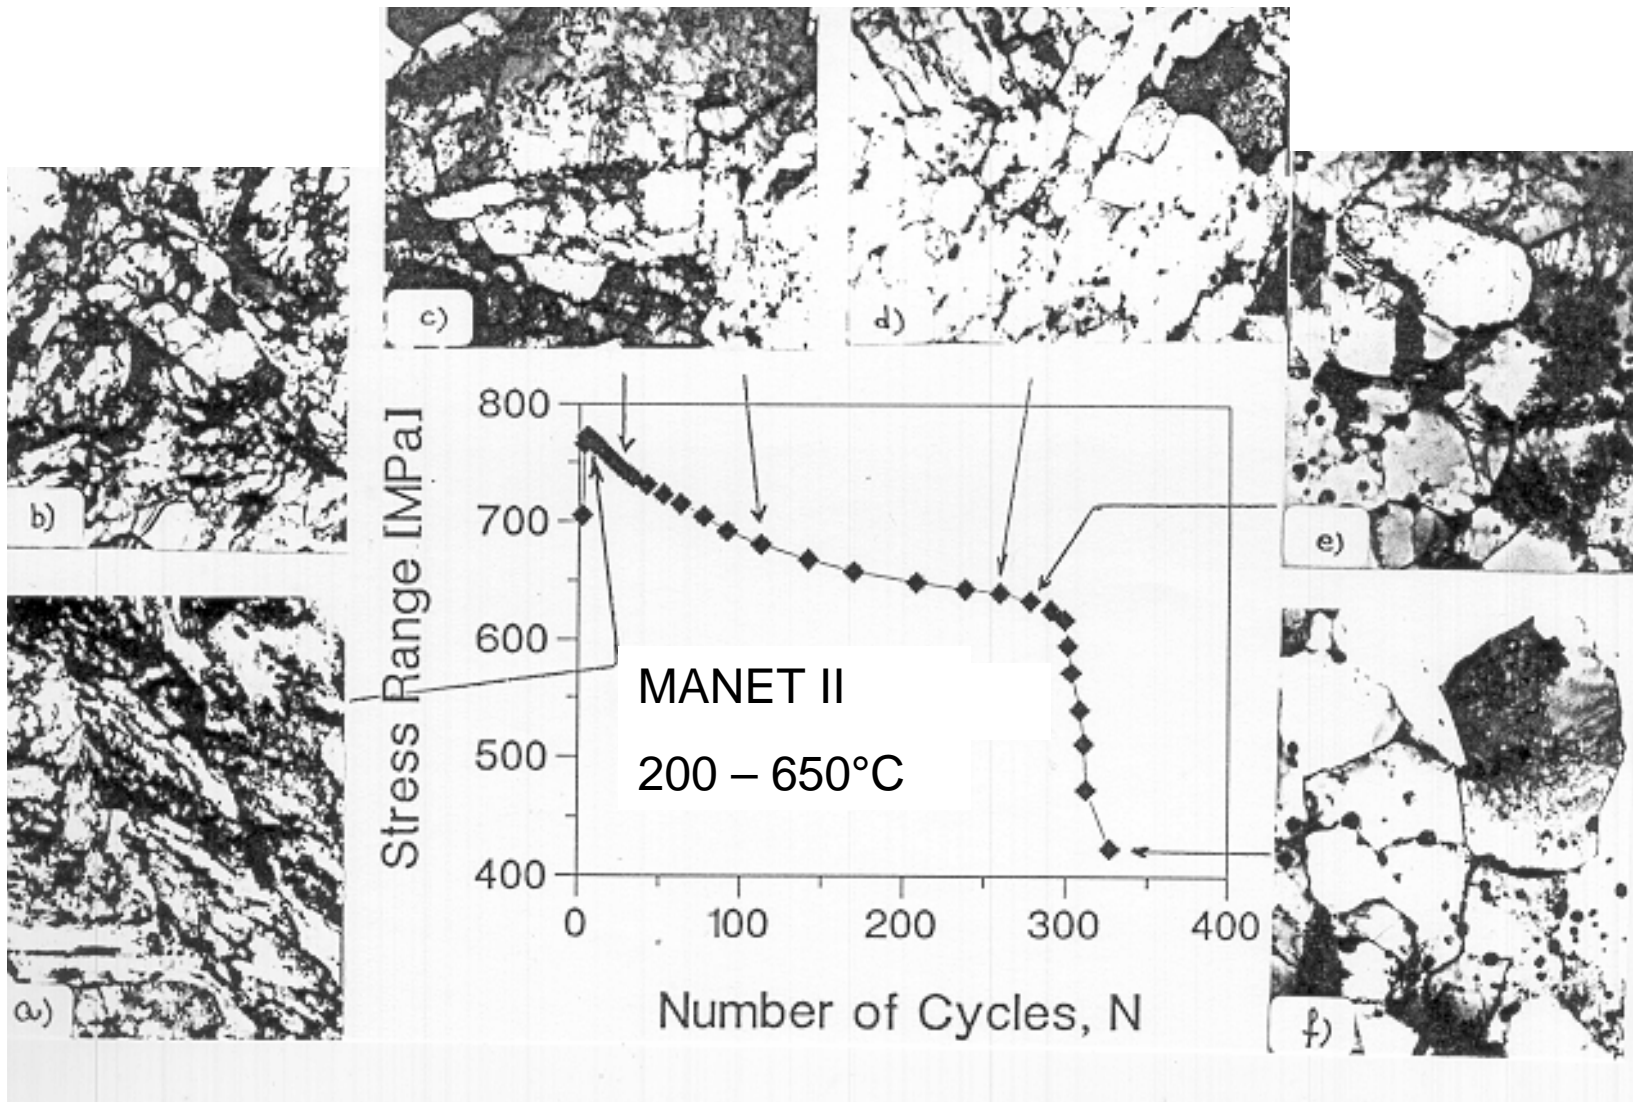 c)
d)
b)
e)
a)
f)
800
700
600
500
400
Stress Range [MPa]
MANET II
200 – 650°C
0 100 200 300 400
Number of Cycles, N